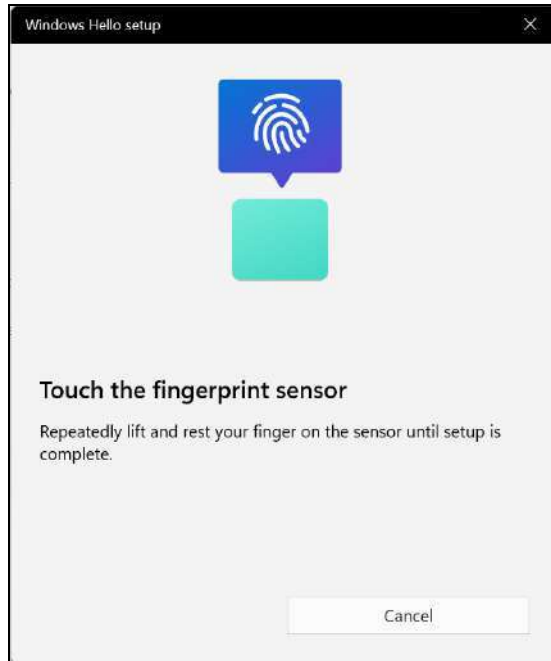 Windows Hello setup
Touch the fingerprint sensor
Repeatedly lift and rest your finger on the sensor until setup is
complete.
Cancel